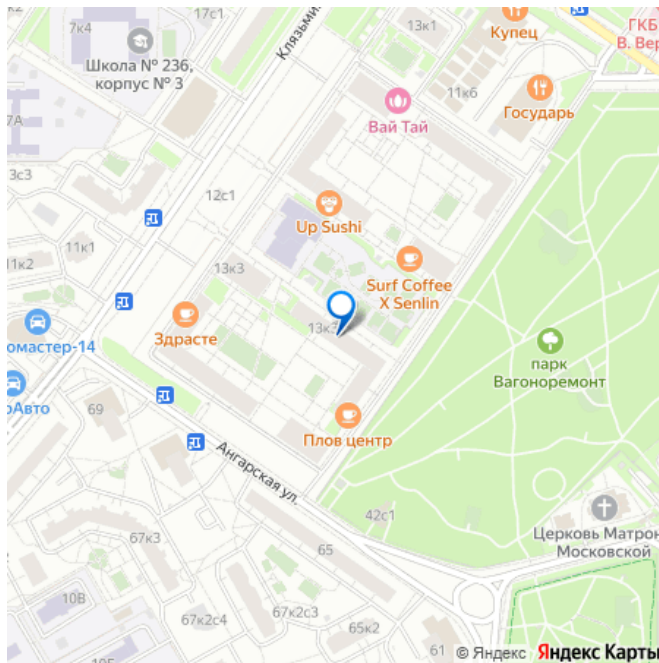 17с1
7к4
13к1
Купец
ГКБ
В. Вер
Клязьми
Школа № 236,
корпус № 3
11к6
Государь
7А
Вай Тай
3с3
12с1
Up Sushi
11к1
11к2
13к3
Surf Coffee
X Senlin
Здрасте
13к3
омастер-14
парк
Вагоноремонт
рАвто
69
Плов центр
Ангарская ул.
42с1
67к3
65
Церковь Матрон
Московской
10В
67к2с4
67к2с3
65к2
61
© Яндекс Яндекс Карты